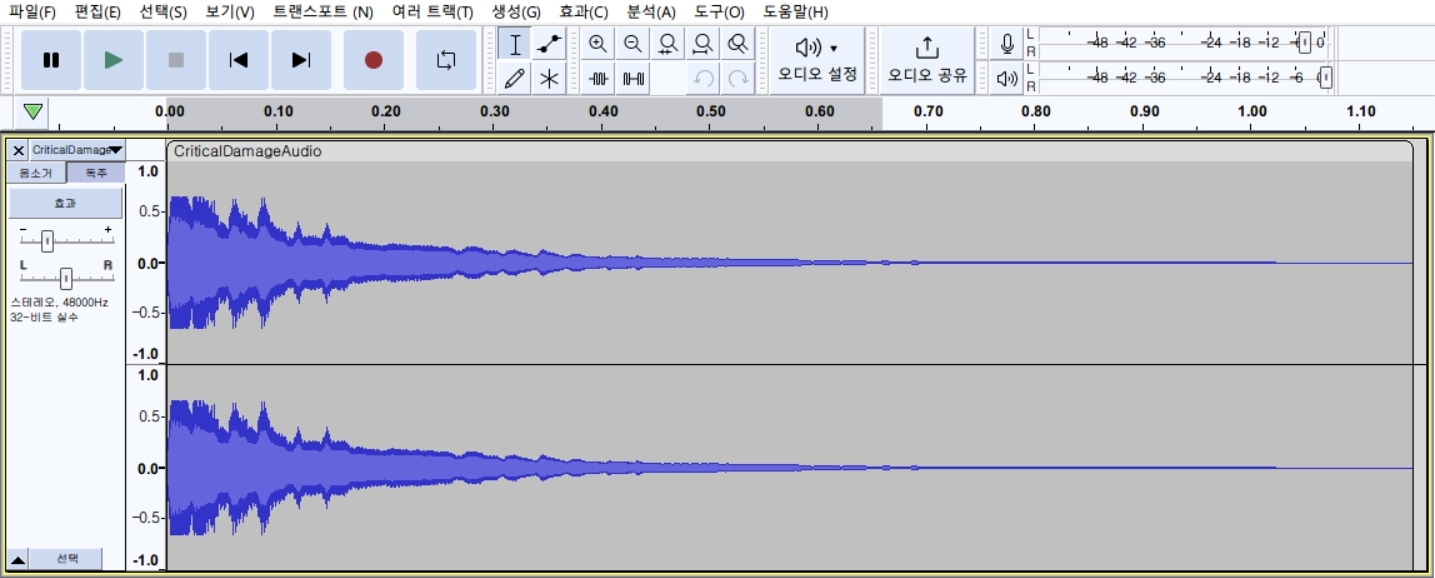 파일(F) 편집(E) 선택(S) 보기(V) 트랜스포트 (N) 여러 트랙(T) 생성(G) 효과(C) 분석(A) 도구(O) 도움말(H)
오디오 설정 오디오 공유
L
R
-48 -42 -36 -24 -18 -12 -6 0
L
R
-48 -42 -36 -24 -18 -12 -6 0
0.00 0.10 0.20 0.30 0.40 0.50 0.60 0.70 0.80 0.90 1.00 1.10
CriticalDamage CriticalDamageAudio
음소거 독주
효과
- +
L R
스테레오, 48000Hz
32-비트 실수
선택
1.0
0.5-
0.0-
-0.5-
-1.0
1.0
0.5-
0.0-
-0.5-
-1.0